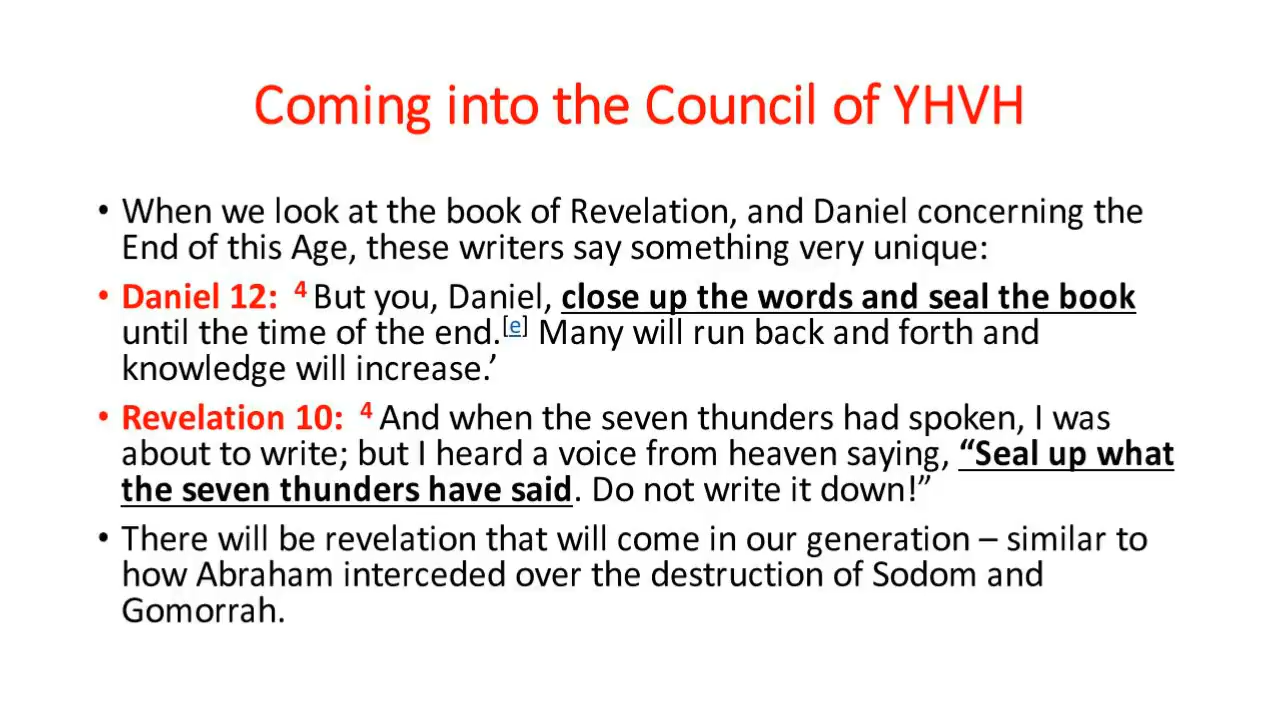 Coming into the Council of YHVH
• When we look at the book of Revelation, and Daniel concerning the
End of this Age, these writers say something very unique:
• Daniel 12: 4 But you, Daniel, close up the words and seal the book
until the time of the end.[e] Many will run back and forth and
knowledge will increase.’
• Revelation 10: 4 And when the seven thunders had spoken, I was
about to write; but I heard a voice from heaven saying, “Seal up what
the seven thunders have said. Do not write it down!”
• There will be revelation that will come in our generation – similar to
how Abraham interceded over the destruction of Sodom and
Gomorrah.